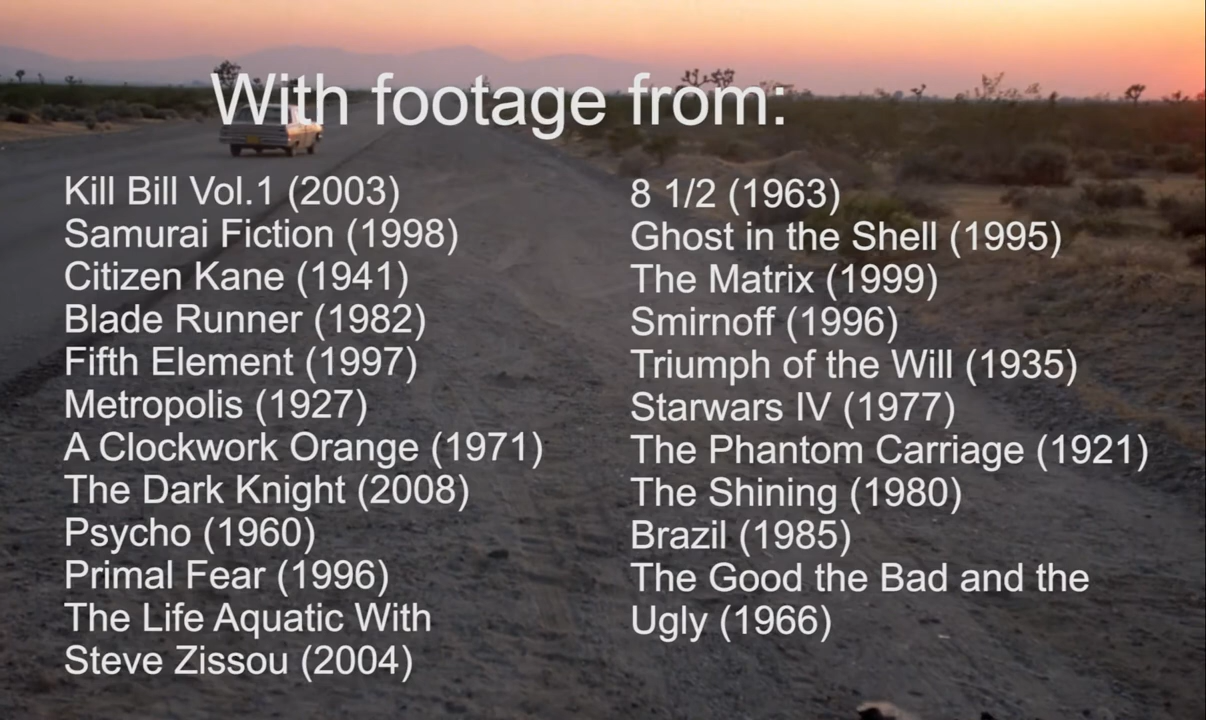 With footage from:
Kill Bill Vol.1 (2003)
Samurai Fiction (1998)
Citizen Kane (1941)
Blade Runner (1982)
Fifth Element (1997)
Metropolis (1927)
A Clockwork Orange (1971)
The Dark Knight (2008)
Psycho (1960)
Primal Fear (1996)
The Life Aquatic With
Steve Zissou (2004)
8 1/2 (1963)
Ghost in the Shell (1995)
The Matrix (1999)
Smirnoff (1996)
Triumph of the Will (1935)
Starwars IV (1977)
The Phantom Carriage (1921)
The Shining (1980)
Brazil (1985)
The Good the Bad and the
Ugly (1966)